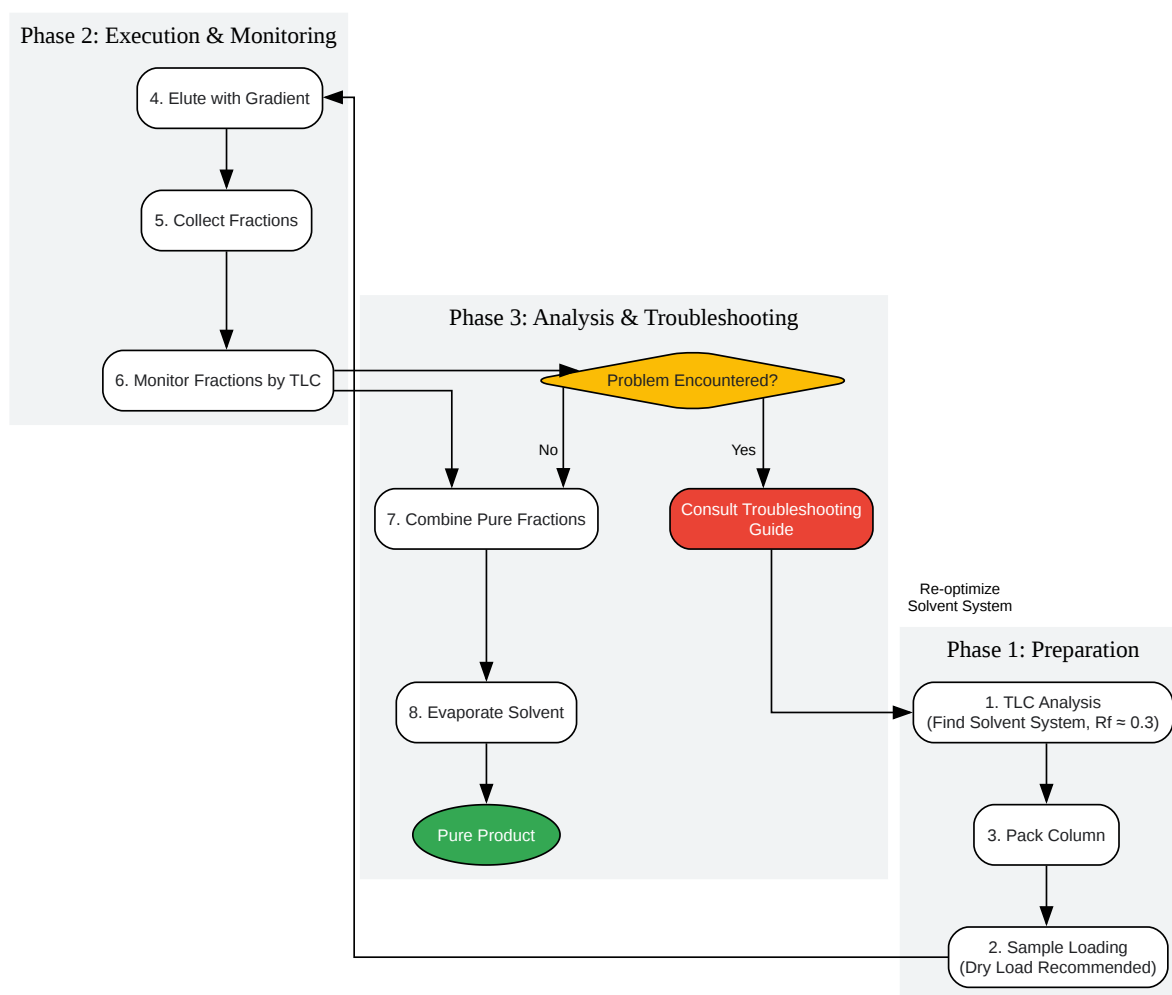 Phase 2: Execution & Monitoring
4. Elute with Gradient
5. Collect Fractions
6. Monitor Fractions by TLC
Phase 3: Analysis & Troubleshooting
Problem Encountered?
No
Yes
7. Combine Pure Fractions
Consult Troubleshooting
Guide
8. Evaporate Solvent
Pure Product
Re-optimize
Solvent System
Phase 1: Preparation
1. TLC Analysis
(Find Solvent System, Rf ≈ 0.3)
3. Pack Column
2. Sample Loading
(Dry Load Recommended)